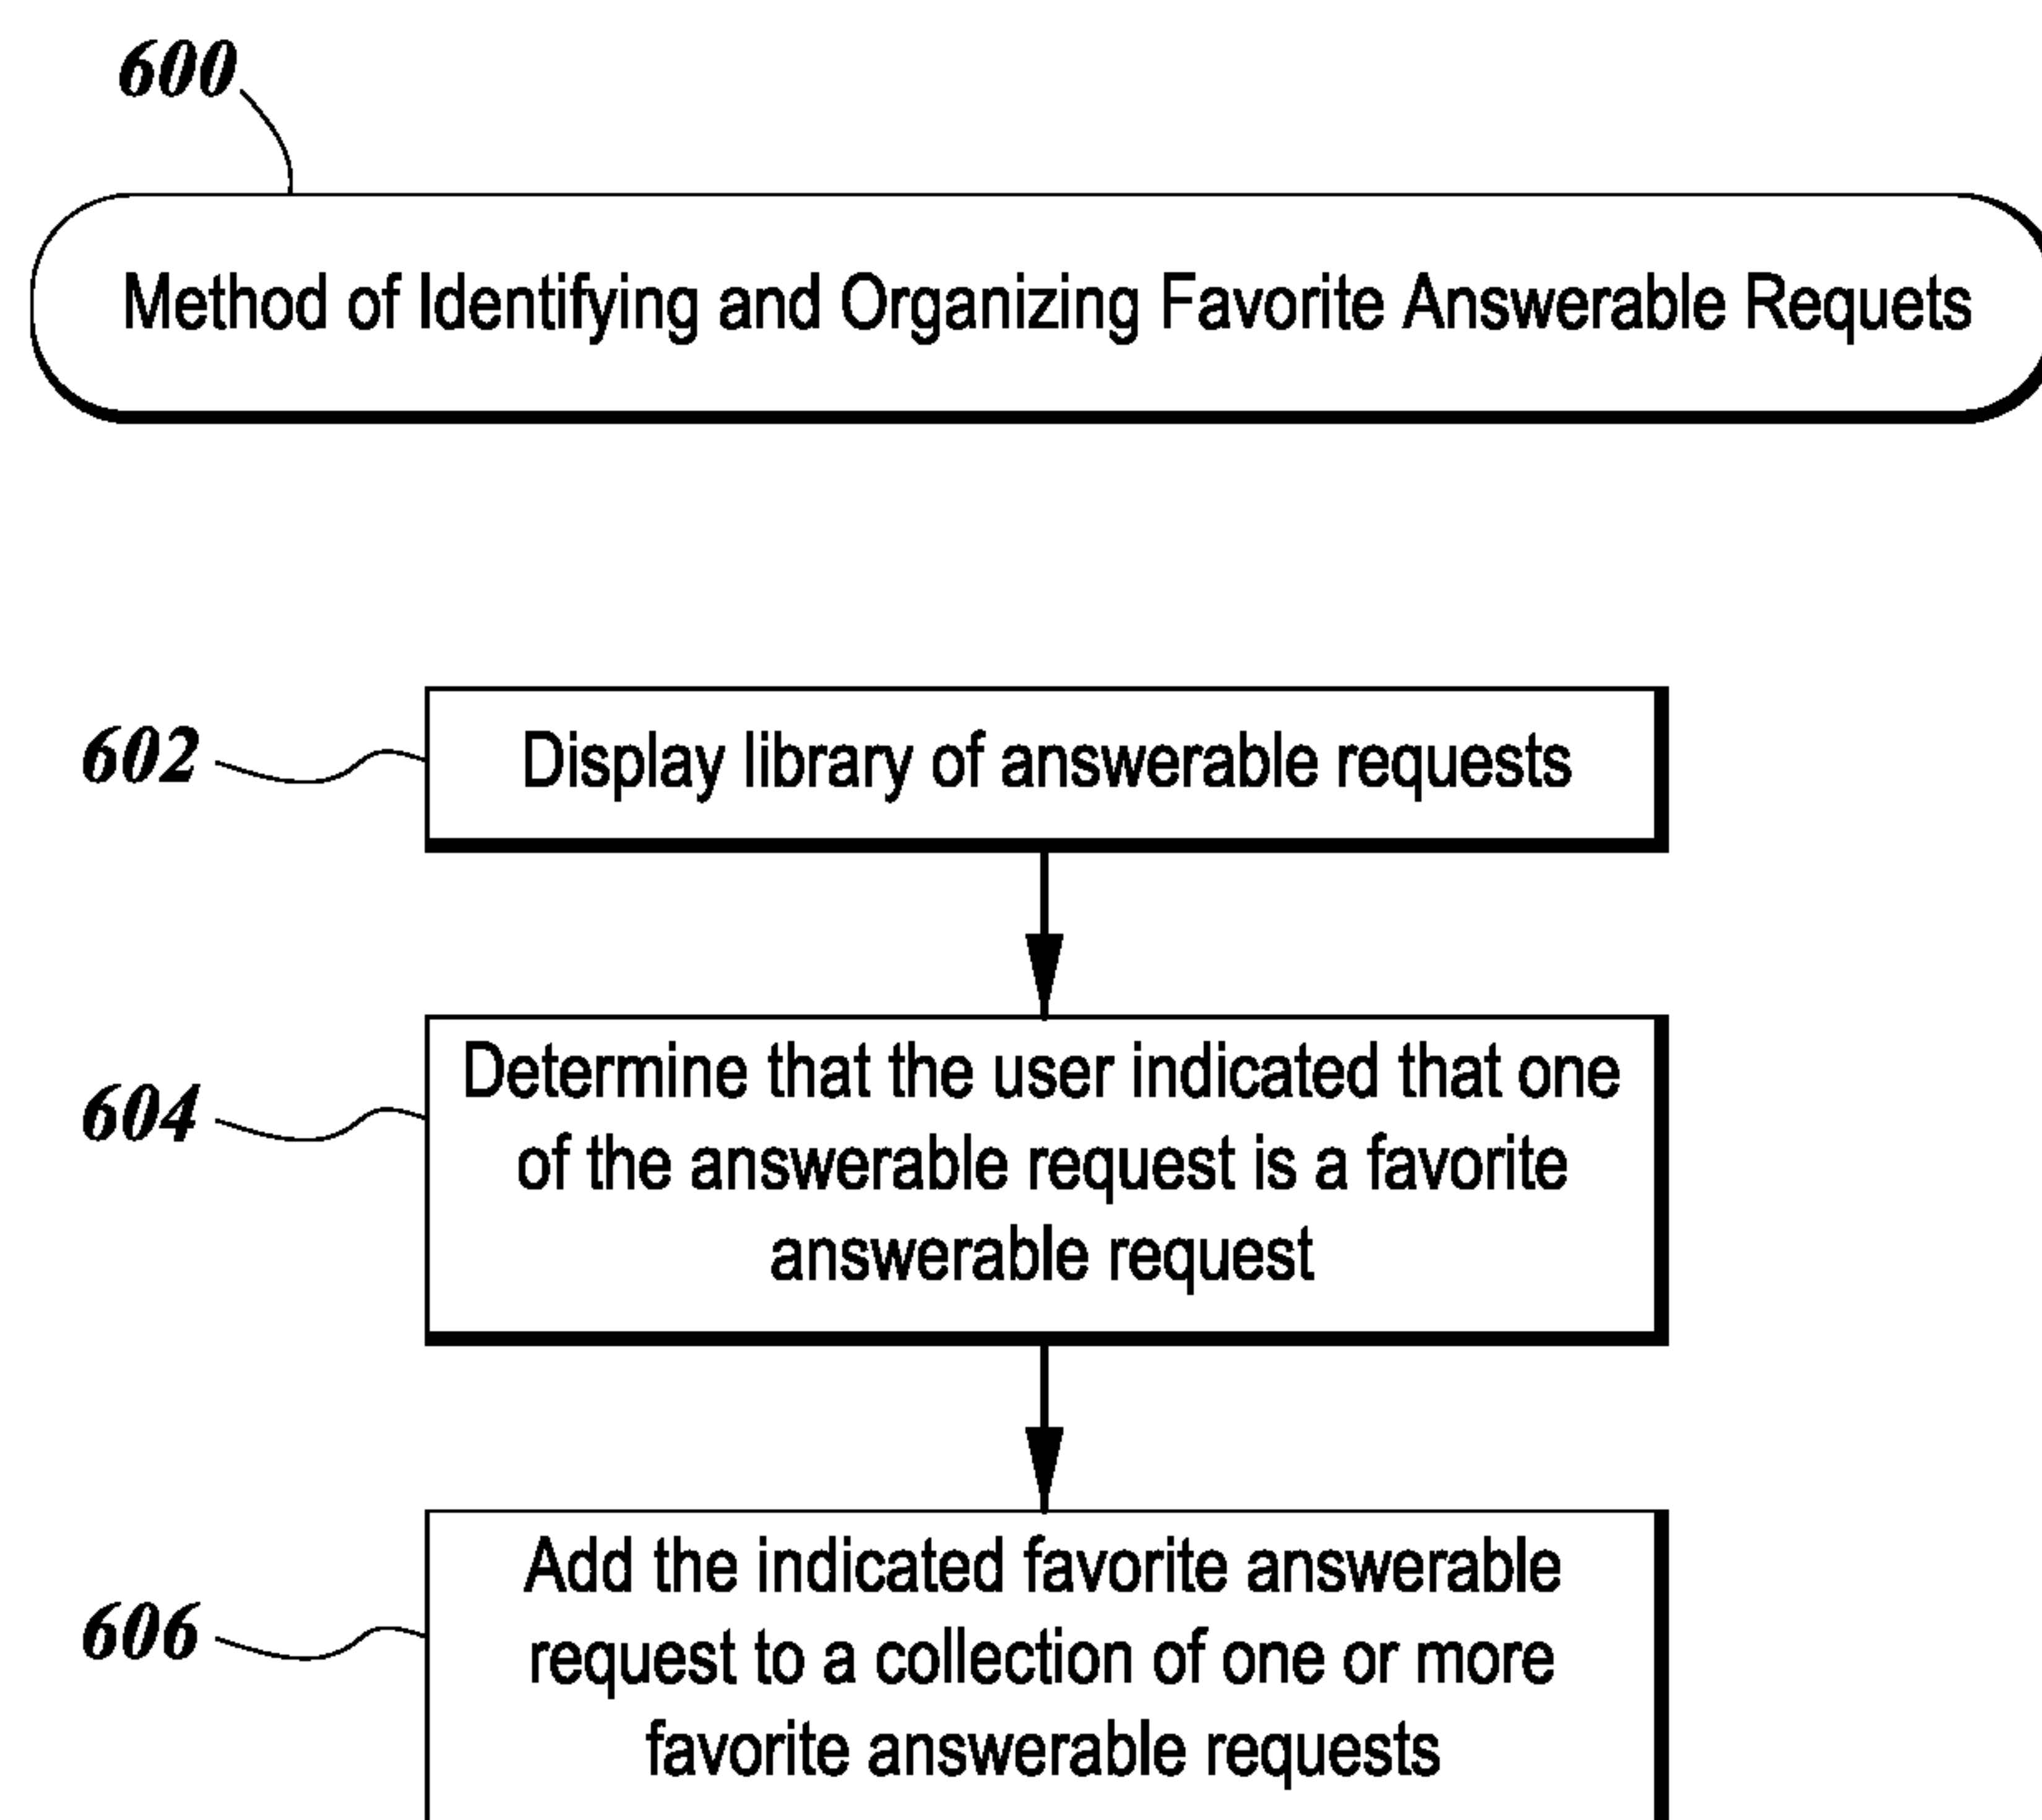 600
Method of Identifying and Organizing Favorite Answerable Requets
602
Display library of answerable requests
604
Determine that the user indicated that one
of the answerable request is a favorite
answerable request
606
Add the indicated favorite answerable
request to a collection of one or more
favorite answerable requests